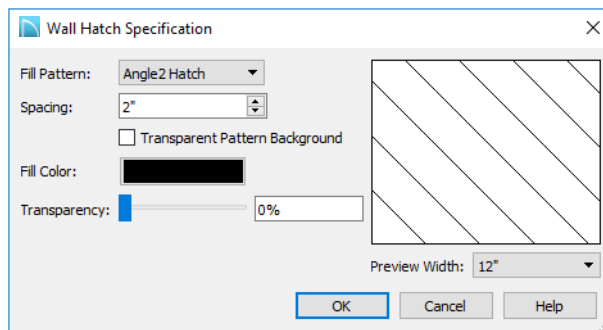 Wall Hatch Specification
Fill Pattern: Angle2 Hatch
Spacing: 2"
Transparent Pattern Background
Fill Color:
Transparency: 0%
Preview Width: 12"
OK Cancel Help